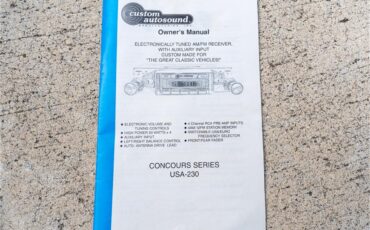 custom
autosound
Owner's Manual
ELECTRONICALLY TUNED AM/FM RECEIVER,
WITH AUXILIARY INPUT
CUSTOM MADE FOR
"THE GREAT CLASSIC VEHICLES!"
• ELECTRONIC VOLUME AND
TUNING CONTROLS
• HIGH POWER 50 WATTS x 4
• AUXILIARY INPUT
• LEFT/RIGHT BALANCE CONTROL
• AUTO- ANTENNA DRIVE LEAD
• 4 Channel RCA PRE AMP
STATION MEMORY
• SWITCHABLE USA/EURO
FREQUENCY SELECTOR
• FRONT/REAR FADER
CONCOURS SERIES
USA-230